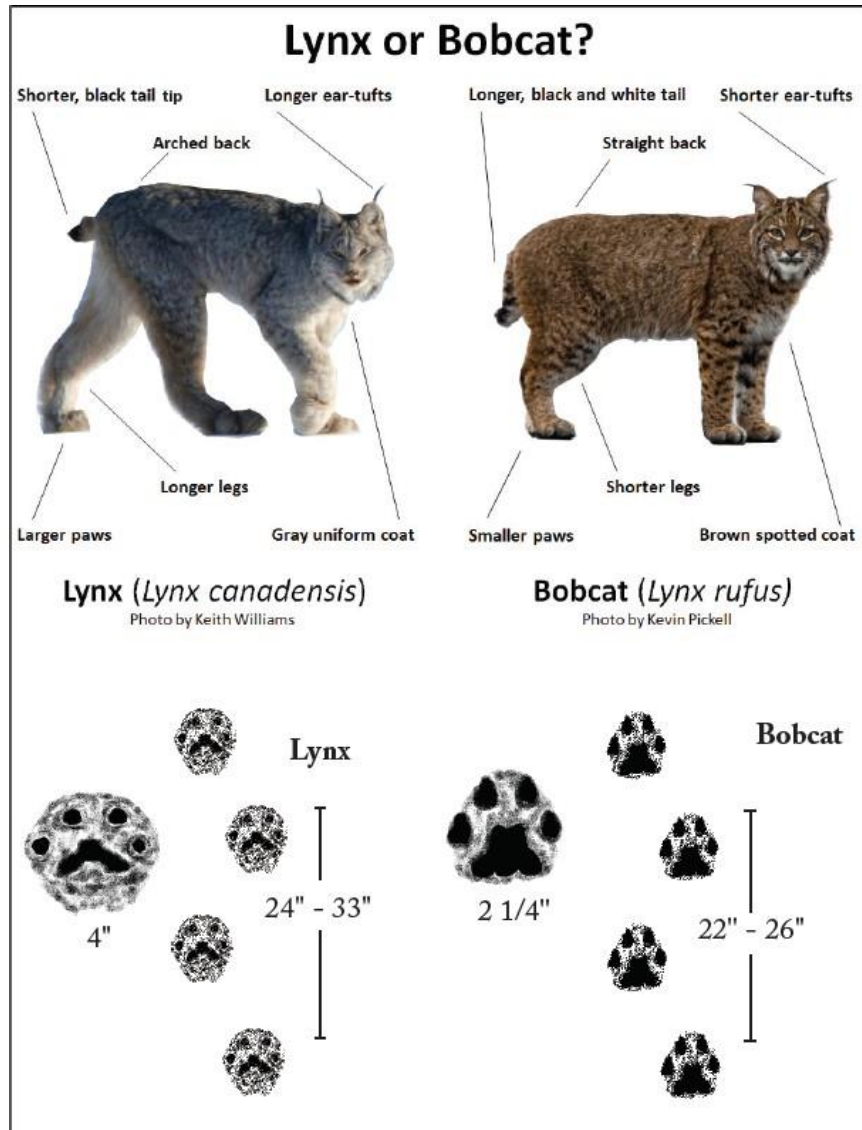 Lynx or Bobcat?
Shorter, black tail tip
Longer ear-tufts
Arched back
Longer legs
Larger paws
Gray uniform coat
Lynx (Lynx canadensis)
Photo by Keith Williams
Longer, black and white tail
Shorter ear-tufts
Straight back
Shorter legs
Smaller paws
Brown spotted coat
Bobcat (Lynx rufus)
Photo by Kevin Pickell
Lynx
4"
24" - 33"
Bobcat
2 1/4"
22" - 26"